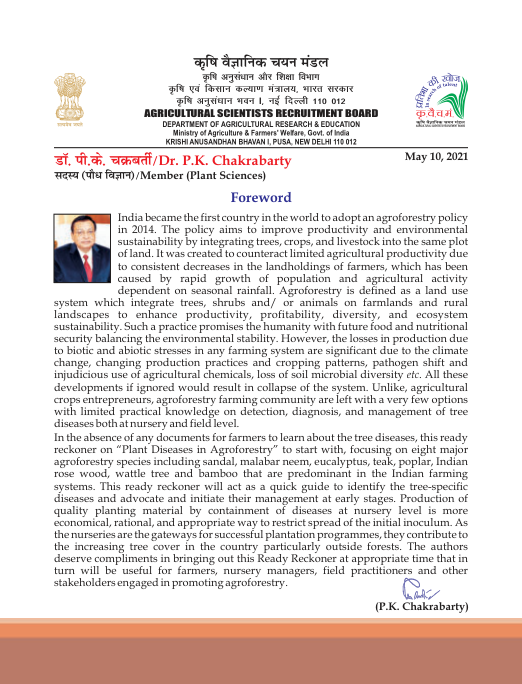 कृषि वैज्ञानिक चयन मंडल
कृषि अनुसंधान और शिक्षा विभाग
कृषि एवं किसान कल्याण मंत्रालय, भारत सरकार
कृषि अनुसंधान भवन I, नई दिल्ली 110 012
AGRICULTURAL SCIENTISTS RECRUITMENT BOARD
DEPARTMENT OF AGRICULTURAL RESEARCH & EDUCATION
Ministry of Agriculture & Farmers' Welfare, Govt. of India
KRISHI ANUSANDHAN BHAVAN I, PUSA, NEW DELHI 110 012
सत्यमेव जयते
प्रतिभा की खोज
In search of talent
कृ.वै.च.मं.
कृषि वैज्ञानिक चयन मंडल
डॉ. पी.के. चक्रबर्ती/Dr. P.K. Chakrabarty
May 10, 2021
सदस्य (पौध विज्ञान)/Member (Plant Sciences)
Foreword
India became the first country in the world to adopt an agroforestry policy
in 2014. The policy aims to improve productivity and environmental
sustainability by integrating trees, crops, and livestock into the same plot
of land. It was created to counteract limited agricultural productivity due
to consistent decreases in the landholdings of farmers, which has been
caused by rapid growth of population and agricultural activity
dependent on seasonal rainfall. Agroforestry is defined as a land use
system which integrate trees, shrubs and/ or animals on farmlands and rural
landscapes to enhance productivity, profitability, diversity, and ecosystem
sustainability. Such a practice promises the humanity with future food and nutritional
security balancing the environmental stability. However, the losses in production due
to biotic and abiotic stresses in any farming system are significant due to the climate
change, changing production practices and cropping patterns, pathogen shift and
injudicious use of agricultural chemicals, loss of soil microbial diversity etc. All these
developments if ignored would result in collapse of the system. Unlike, agricultural
crops entrepreneurs, agroforestry farming community are left with a very few options
with limited practical knowledge on detection, diagnosis, and management of tree
diseases both at nursery and field level.
In the absence of any documents for farmers to learn about the tree diseases, this ready
reckoner on “Plant Diseases in Agroforestry” to start with, focusing on eight major
agroforestry species including sandal, malabar neem, eucalyptus, teak, poplar, Indian
rose wood, wattle tree and bamboo that are predominant in the Indian farming
systems. This ready reckoner will act as a quick guide to identify the tree-specific
diseases and advocate and initiate their management at early stages. Production of
quality planting material by containment of diseases at nursery level is more
economical, rational, and appropriate way to restrict spread of the initial inoculum. As
the nurseries are the gateways for successful plantation programmes, they contribute to
the increasing tree cover in the country particularly outside forests. The authors
deserve compliments in bringing out this Ready Reckoner at appropriate time that in
turn will be useful for farmers, nursery managers, field practitioners and other
stakeholders engaged in promoting agroforestry.
(P.K. Chakrabarty)